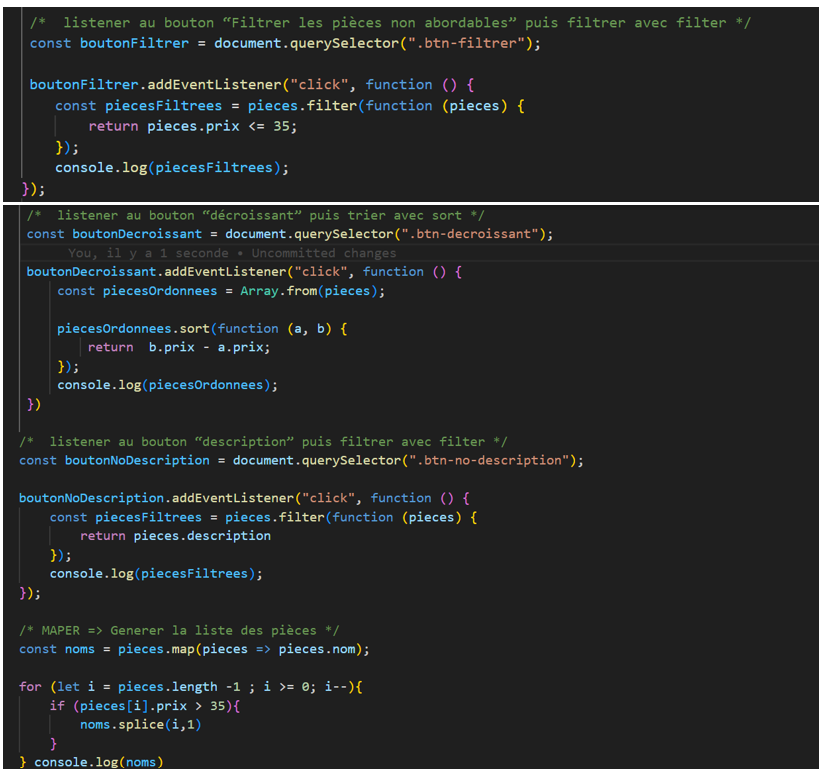 /*  listener au bouton “Filtrer les pièces non abordables” puis filtrer avec filter */
const boutonFiltrer = document.querySelector(".btn-filtrer");
boutonFiltrer.addEventListener("click", function () {
const piecesFiltrees = pieces.filter(function (pieces) {
return pieces.prix <= 35;
});
console.log(piecesFiltrees);
});
/*  listener au bouton “décroissant” puis trier avec sort */
const boutonDecroissant = document.querySelector(".btn-decroissant");
You, il y a 1 seconde • Uncommitted changes
boutonDecroissant.addEventListener("click", function () {
const piecesOrdonnees = Array.from(pieces);
piecesOrdonnees.sort(function (a, b) {
return  b.prix - a.prix;
});
console.log(piecesOrdonnees);
})
/*  listener au bouton “description” puis filtrer avec filter */
const boutonNoDescription = document.querySelector(".btn-no-description");
boutonNoDescription.addEventListener("click", function () {
const piecesFiltrees = pieces.filter(function (pieces) {
return pieces.description
});
console.log(piecesFiltrees);
});
/* MAPER => Generer la liste des pièces */
const noms = pieces.map(pieces => pieces.nom);
for (let i = pieces.length -1 ; i >= 0; i--){
if (pieces[i].prix > 35){
noms.splice(i,1)
}
} console.log(noms)